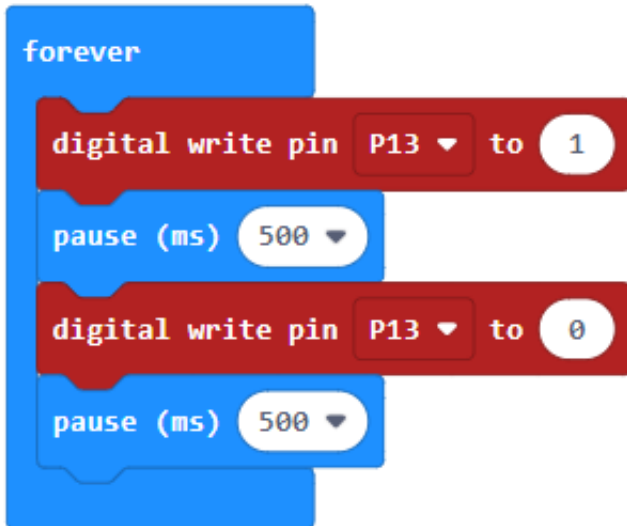 forever
digital write pin P13 to 1
pause (ms) 500
digital write pin P13 to 0
pause (ms) 500